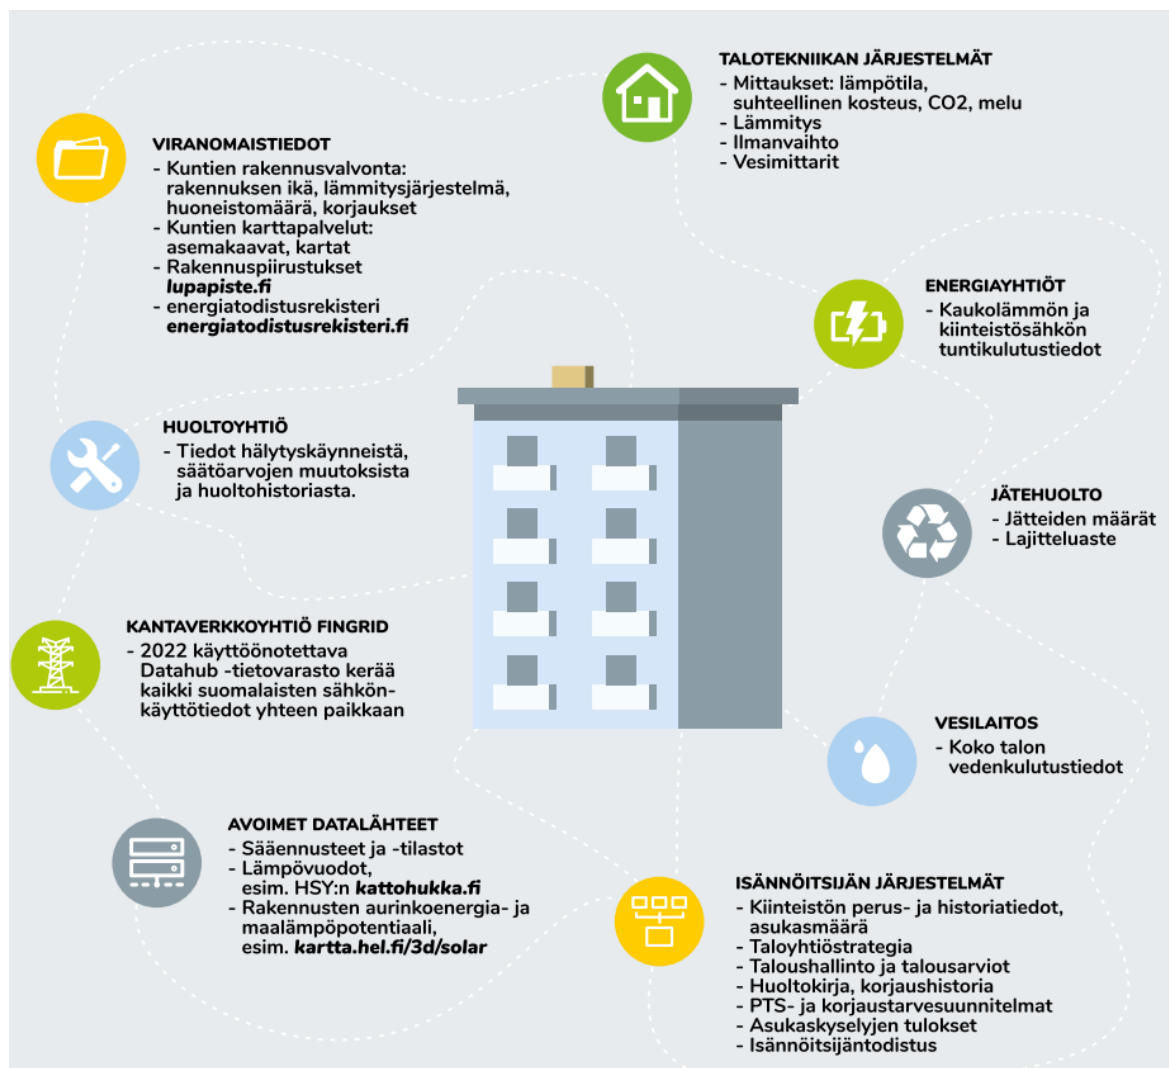 TALOTEKNIIKAN JÄRJESTELMÄT
- Mittaukset: lämpötila,
suhteellinen kosteus, CO2, melu
- Lämmitys
- Ilmanvaihto
- Vesimittarit
VIRANOMAISTIEDOT
- Kuntien rakennusvalvonta:
rakennuksen ikä, lämmitysjärjestelmä,
huoneistomäärä, korjaukset
- Kuntien karttapalvelut:
asemakaavat, kartat
- Rakennuspiirustukset
lupapiste.fi
- energiatodistusrekisteri
energiatodistusrekisteri.fi
ENERGIAYHTIÖT
- Kaukolämmön ja
kiinteistösähkön
tuntikulutustiedot
HUOLTOYHTIÖ
- Tiedot hälytyskäynneistä,
säätöarvojen muutoksista
ja huoltohistoriasta.
JÄTEHUOLTO
- Jätteiden määrät
- Lajitteluaste
KANTAVERKKOYHTIÖ FINGRID
- 2022 käyttöönotettava
Datahub -tietovarasto kerää
kaikki suomalaisten sähkön-
käyttötiedot yhteen paikkaan
VESILAITOS
- Koko talon
vedenkulutustiedot
AVOIMET DATALÄHTEET
- Sääennusteet ja -tilastot
- Lämpövuodot,
esim. HSY:n kattohukka.fi
- Rakennusten aurinkoenergia- ja
maalämpöpotentiaali,
esim. kartta.hel.fi/3d/solar
ISÄNNÖITSIJÄN JÄRJESTELMÄT
- Kiinteistön perus- ja historiatiedot,
asukasmäärä
- Taloyhtiöstrategia
- Taloushallinto ja talousarviot
- Huoltokirja, korjaushistoria
- PTS- ja korjaustarvesuunnitelmat
- Asukaskyselyjen tulokset
- Isännöitsijäntodistus